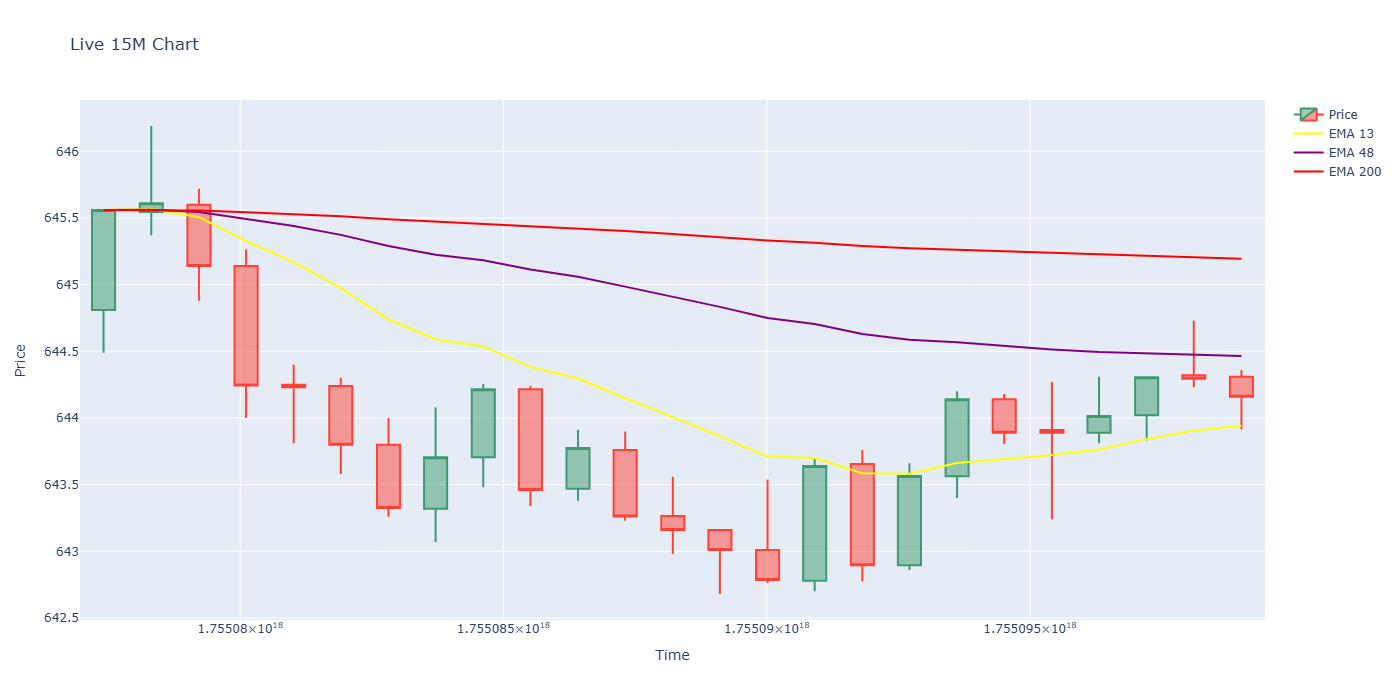 Live 15M Chart
Price
EMA 13
EMA 48
EMA 200
646
645.5
645
644.5
644
643.5
643
642.5
Price
1.75508×10¹⁸
1.755085×10¹⁸
1.75509×10¹⁸
1.755095×10¹⁸
Time